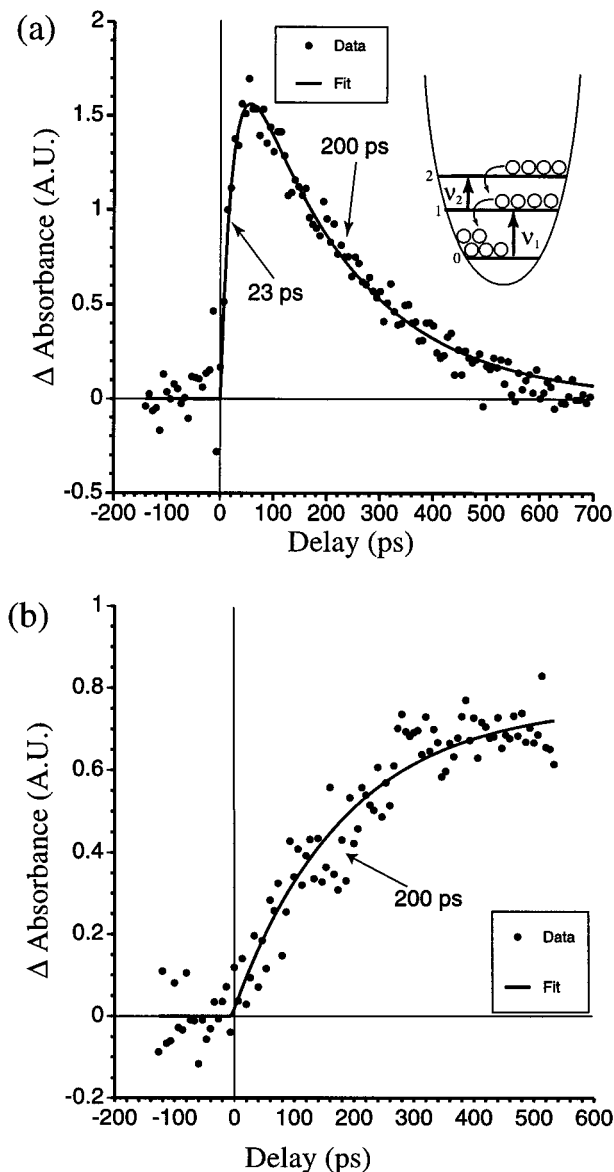 (a)
Δ Absorbance (A.U.)
2
1.5
1
0.5
0
-0.5
Data
Fit
200 ps
23 ps
2
1
0
ν2
ν1
-200 -100 0 100 200 300 400 500 600 700
Delay (ps)
(b)
Δ Absorbance (A.U.)
1
0.8
0.6
0.4
0.2
0
-0.2
200 ps
Data
Fit
-200 -100 0 100 200 300 400 500 600
Delay (ps)